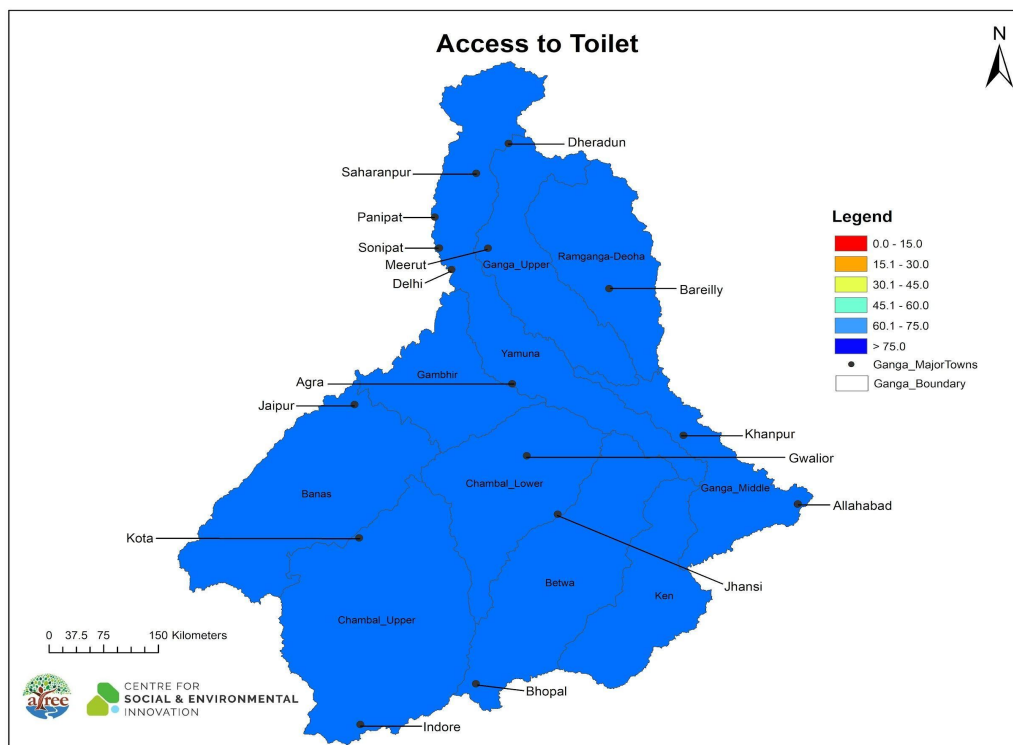 Access to Toilet
N
Dheradun
Saharanpur
Panipat
Sonipat
Meerut
Delhi
Ganga_Upper
Ramganga-Deoha
Bareilly
Legend
0.0 - 15.0
15.1 - 30.0
30.1 - 45.0
45.1 - 60.0
60.1 - 75.0
> 75.0
Ganga_MajorTowns
Ganga_Boundary
Yamuna
Gambhir
Agra
Jaipur
Khanpur
Gwalior
Banas
Chambal_Lower
Ganga_Middle
Allahabad
Kota
Jhansi
Betwa
Ken
Chambal_Upper
0 37.5 75 150 Kilometers
Bhopal
Indore
atree
CENTRE FOR
SOCIAL & ENVIRONMENTAL
INNOVATION